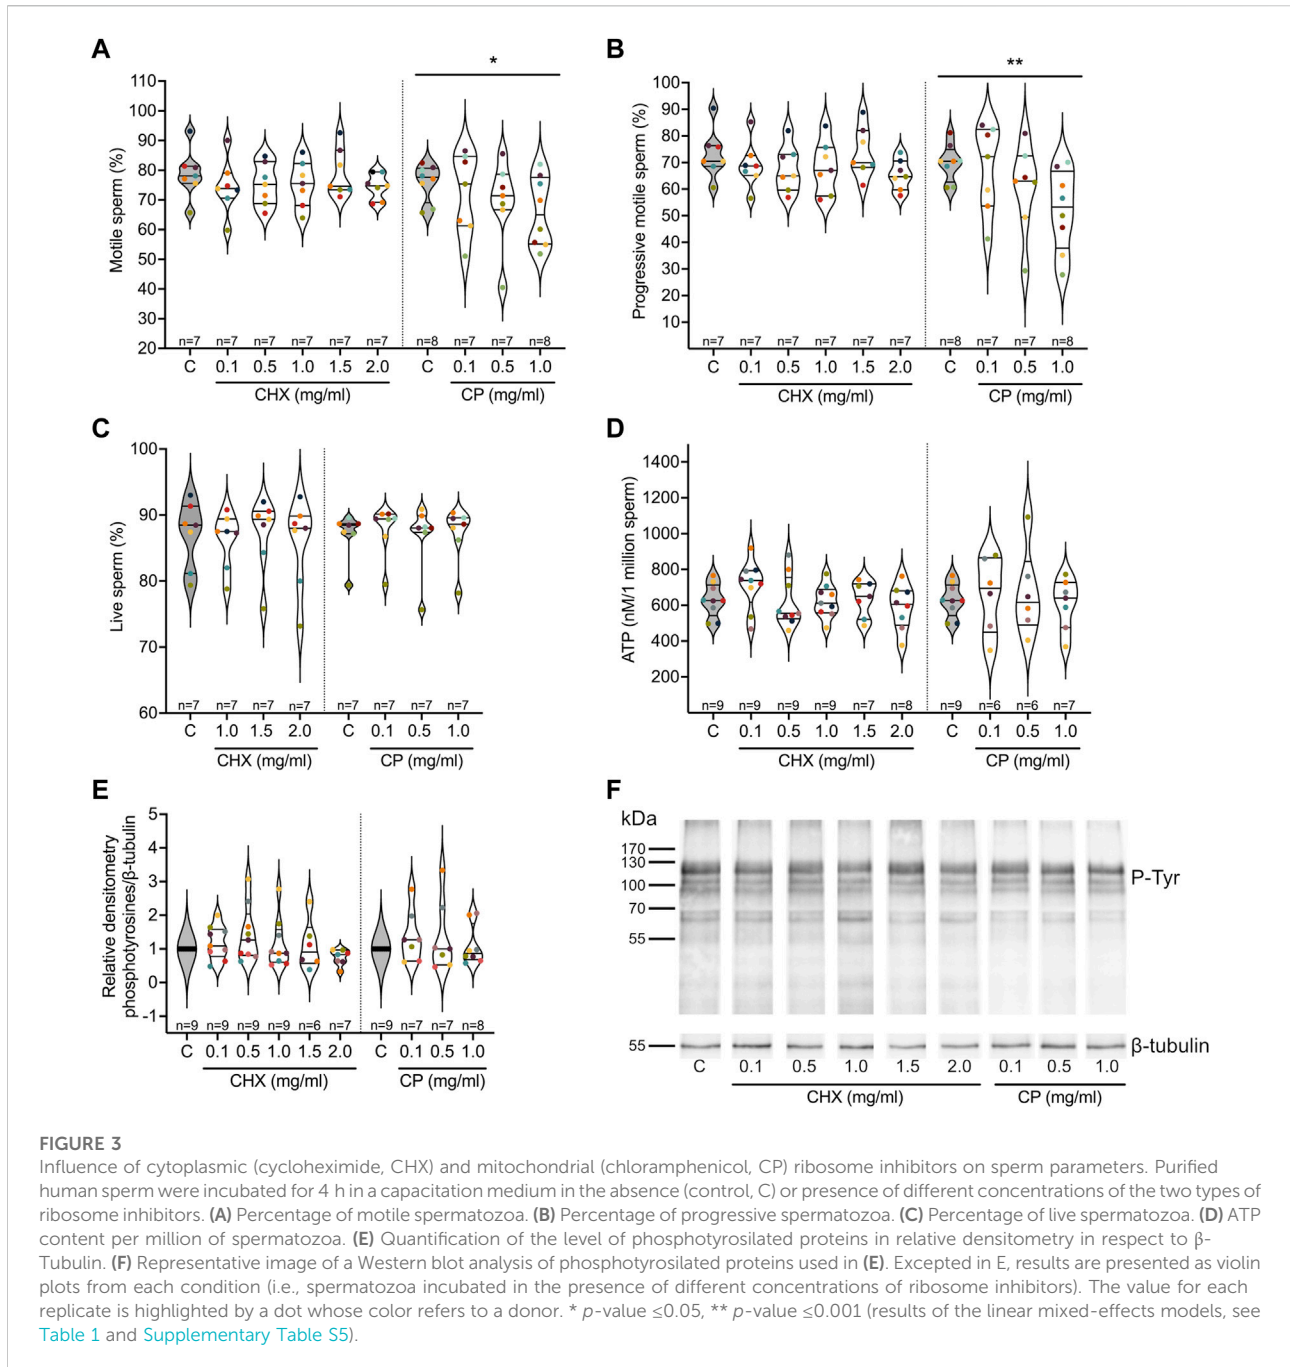 A
*
Motile sperm (%)
110
100
90
80
70
60
50
40
30
20
n=7 n=7 n=7 n=7 n=7 n=7 n=8 n=7 n=7 n=8
C 0.1 0.5 1.0 1.5 2.0 C 0.1 0.5 1.0
CHX (mg/ml) CP (mg/ml)
B
**
Progressive motile sperm (%)
100
90
80
70
60
50
40
30
20
10
n=7 n=7 n=7 n=7 n=7 n=7 n=8 n=7 n=7 n=8
C 0.1 0.5 1.0 1.5 2.0 C 0.1 0.5 1.0
CHX (mg/ml) CP (mg/ml)
C
Live sperm (%)
100
90
80
70
60
n=7 n=7 n=7 n=7 n=7 n=7 n=7 n=7
C 1.0 1.5 2.0 C 0.1 0.5 1.0
CHX (mg/ml) CP (mg/ml)
D
ATP (nM/1 million sperm)
1400
1200
1000
800
600
400
200
n=9 n=9 n=9 n=9 n=7 n=8 n=9 n=6 n=6 n=7
C 0.1 0.5 1.0 1.5 2.0 C 0.1 0.5 1.0
CHX (mg/ml) CP (mg/ml)
E
Relative densitometry
phosphotyrosines/β-tubulin
5
4
3
2
1
0
-1
n=9 n=9 n=9 n=9 n=6 n=7 n=9 n=7 n=7 n=8
C 0.1 0.5 1.0 1.5 2.0 C 0.1 0.5 1.0
CHX (mg/ml) CP (mg/ml)
F
kDa
170
130
100
70
55
P-Tyr
55
β-tubulin
C 0.1 0.5 1.0 1.5 2.0 0.1 0.5 1.0
CHX (mg/ml) CP (mg/ml)
FIGURE 3
Influence of cytoplasmic (cycloheximide, CHX) and mitochondrial (chloramphenicol, CP) ribosome inhibitors on sperm parameters. Purified
human sperm were incubated for 4 h in a capacitation medium in the absence (control, C) or presence of different concentrations of the two types of
ribosome inhibitors. (A) Percentage of motile spermatozoa. (B) Percentage of progressive spermatozoa. (C) Percentage of live spermatozoa. (D) ATP
content per million of spermatozoa. (E) Quantification of the level of phosphotyrosilated proteins in relative densitometry in respect to β-
Tubulin. (F) Representative image of a Western blot analysis of phosphotyrosilated proteins used in (E). Excepted in E, results are presented as violin
plots from each condition (i.e., spermatozoa incubated in the presence of different concentrations of ribosome inhibitors). The value for each
replicate is highlighted by a dot whose color refers to a donor. * p-value ≤0.05, ** p-value ≤0.001 (results of the linear mixed-effects models, see
Table 1 and Supplementary Table S5).